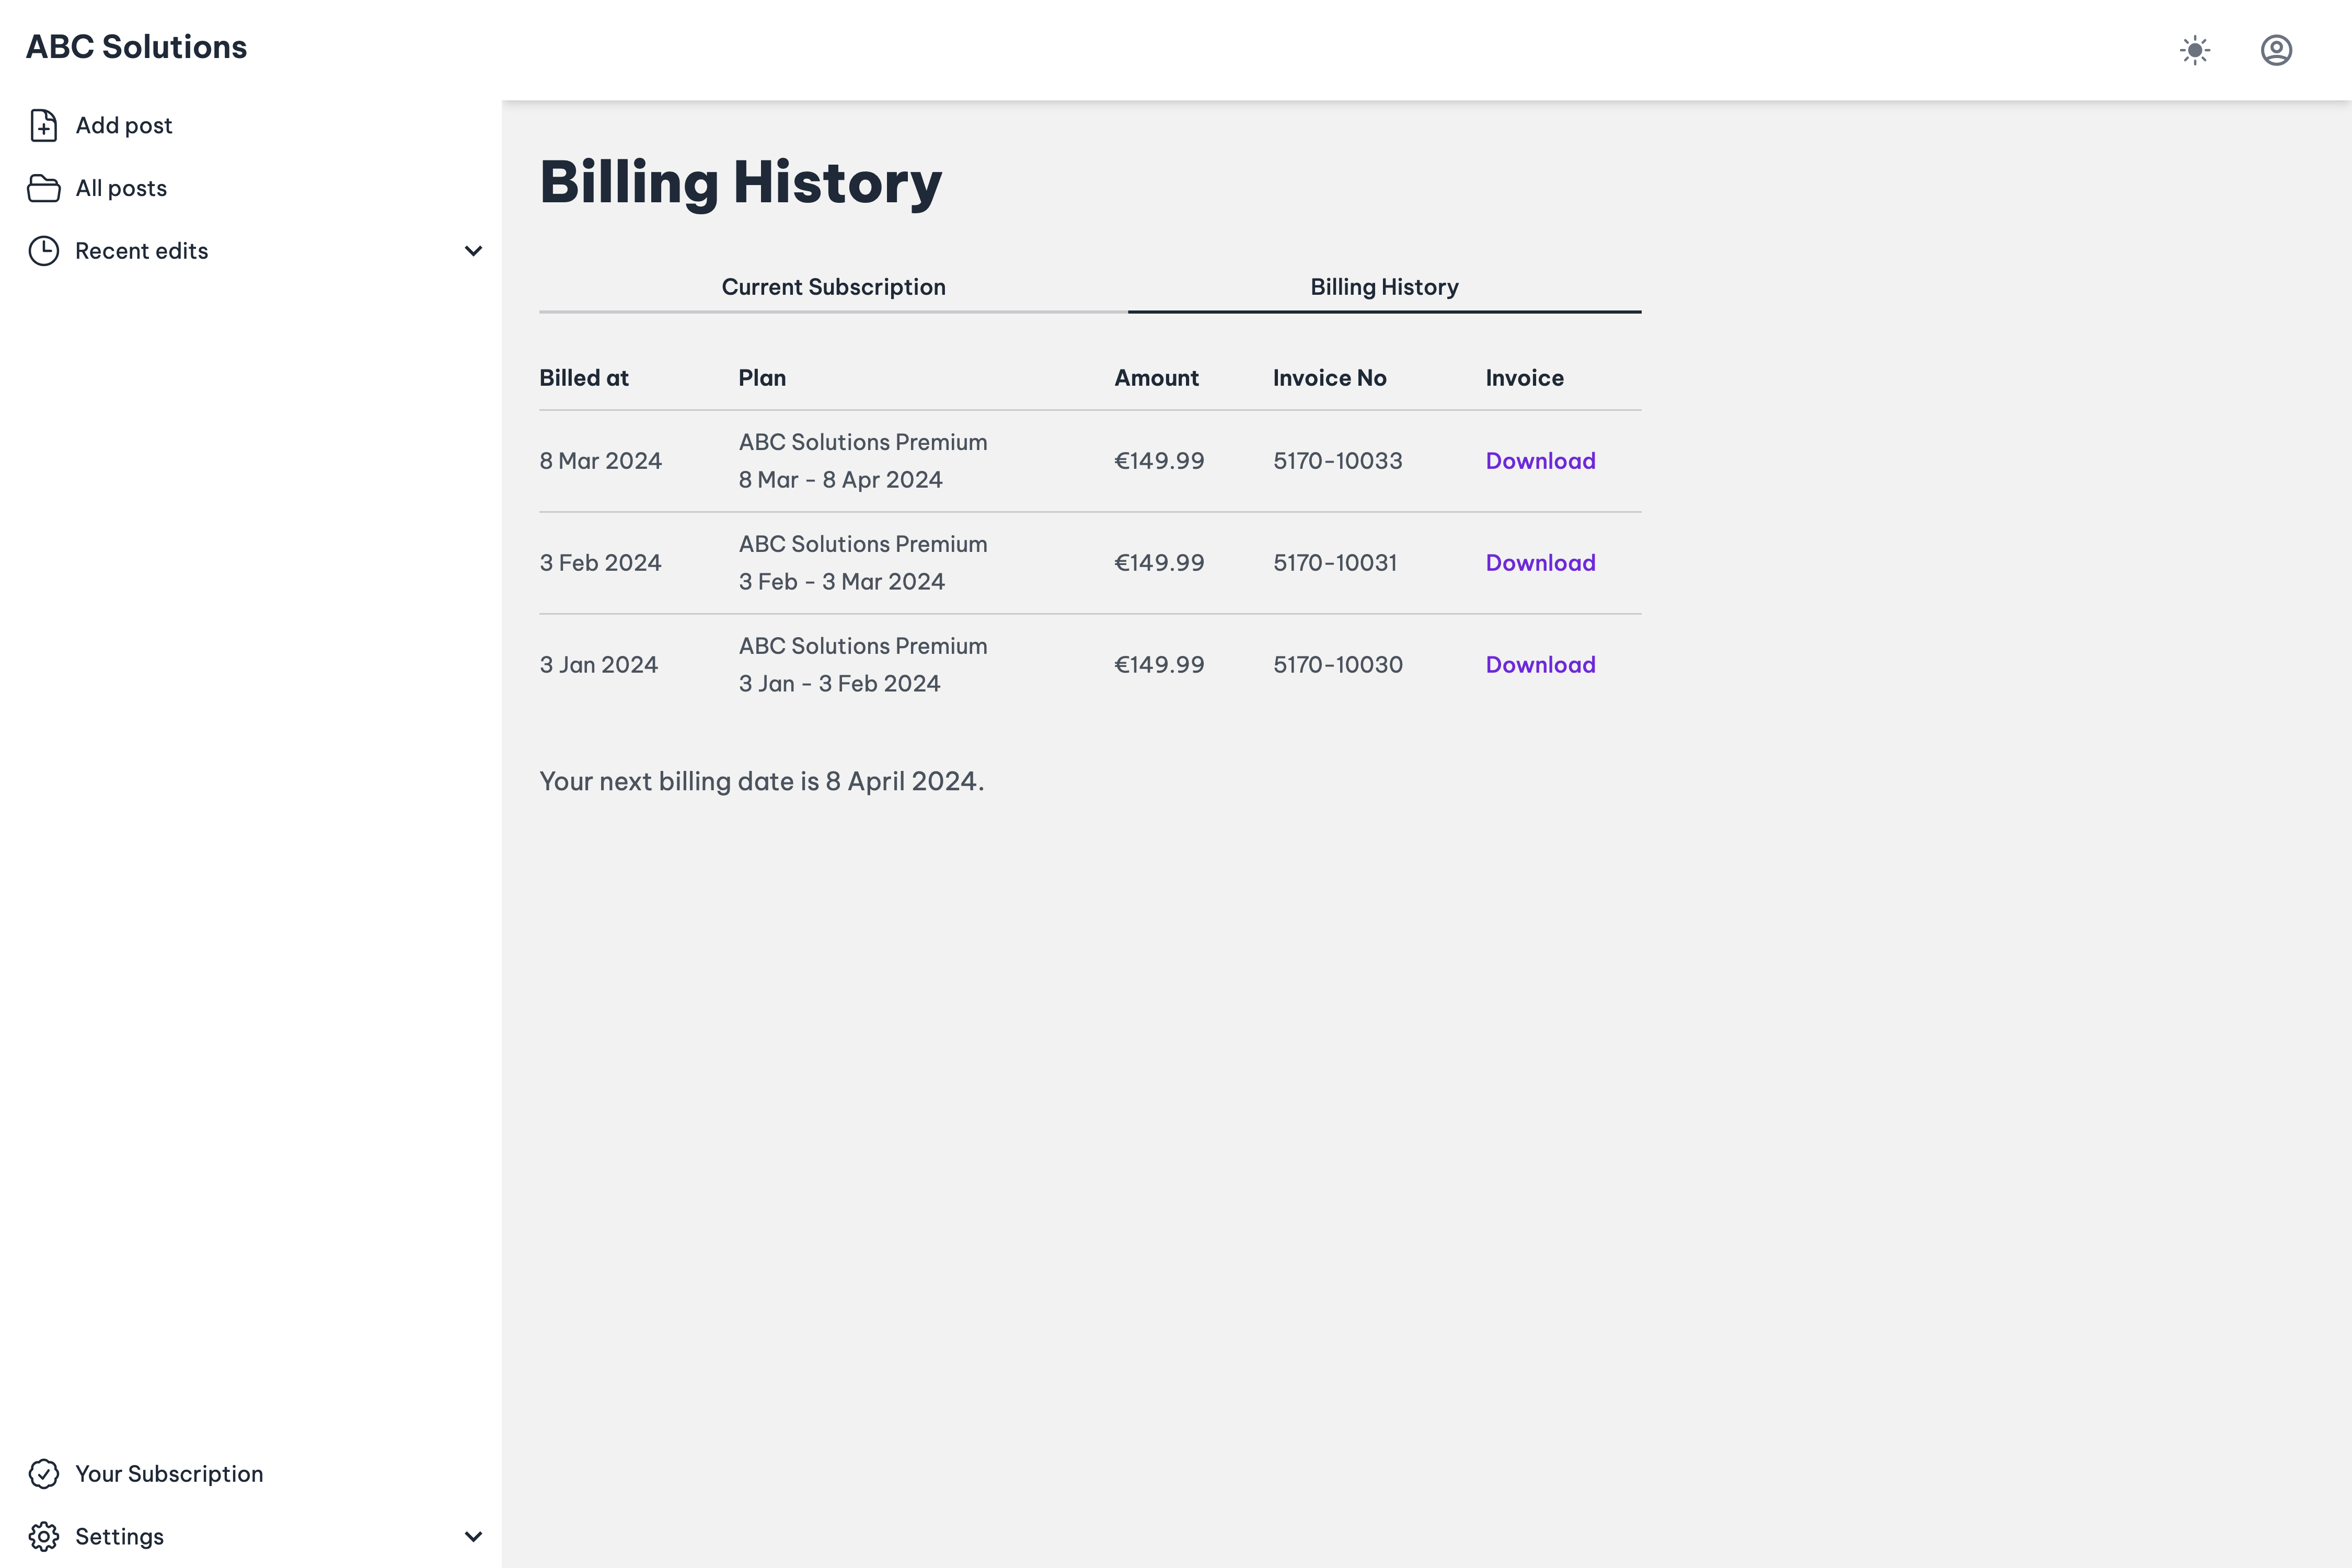 ABC Solutions
Add post
All posts
Recent edits
Billing History
Current Subscription Billing History
Billed at Plan Amount Invoice No Invoice
8 Mar 2024 ABC Solutions Premium €149.99 5170-10033 Download
8 Mar - 8 Apr 2024
3 Feb 2024 ABC Solutions Premium €149.99 5170-10031 Download
3 Feb - 3 Mar 2024
3 Jan 2024 ABC Solutions Premium €149.99 5170-10030 Download
3 Jan - 3 Feb 2024
Your next billing date is 8 April 2024.
Your Subscription
Settings